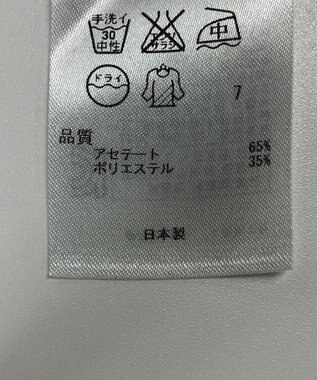 手洗イ
30
中性
エンソ
サラシ
中
ドライ
7
品質
アセテート 65%
ポリエステル 35%
日本製